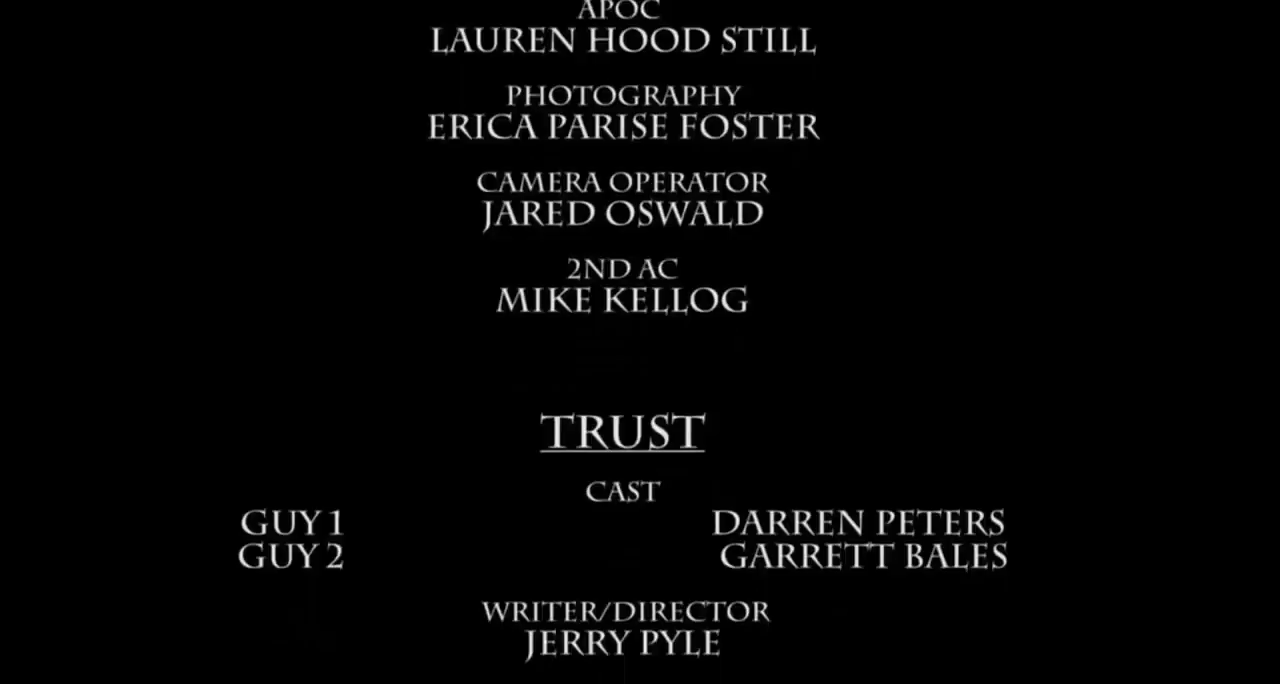 APOC
LAUREN HOOD STILL
PHOTOGRAPHY
ERICA PARISE FOSTER
CAMERA OPERATOR
JARED OSWALD
2ND AC
MIKE KELLOG
TRUST
CAST
GUY 1 DARREN PETERS
GUY 2 GARRETT BALES
WRITER/DIRECTOR
JERRY PYLE